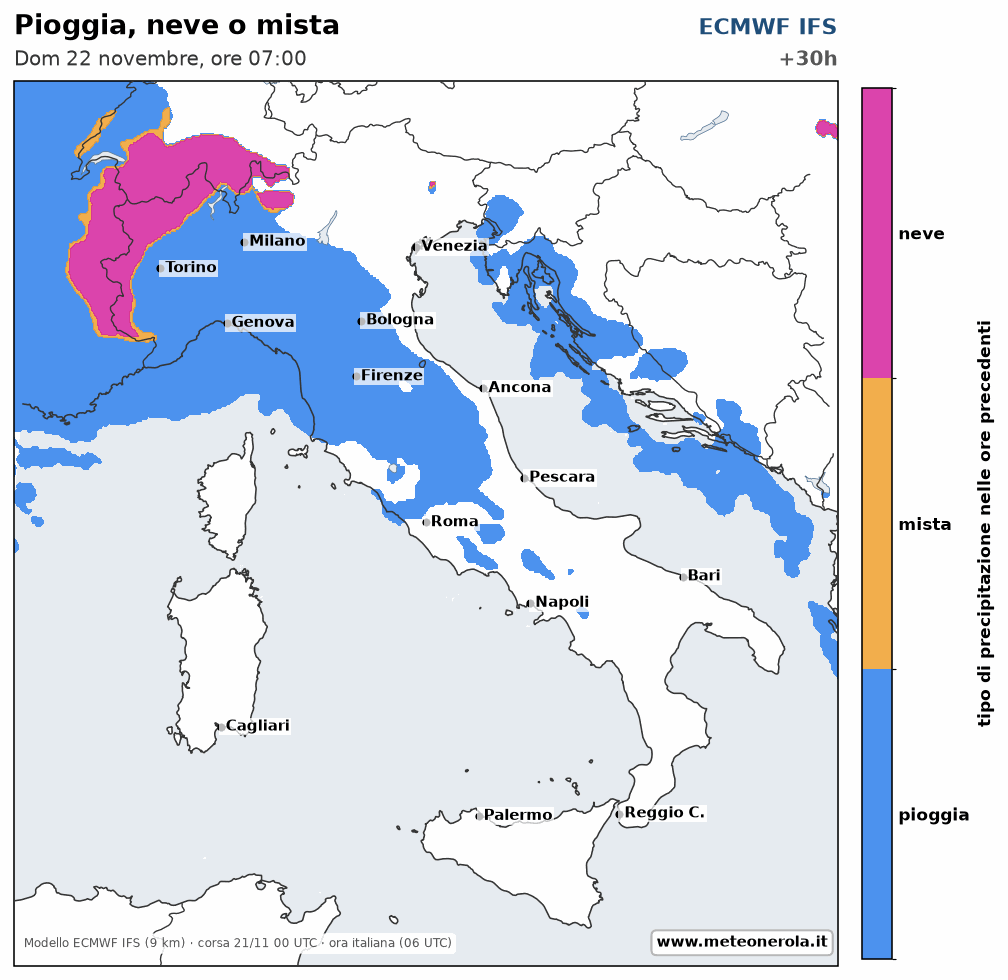 Pioggia, neve o mista
ECMWF IFS
Dom 22 novembre, ore 07:00
+30h
neve
mista
pioggia
tipo di precipitazione nelle ore precedenti
Milano
Venezia
Torino
Genova
Bologna
Firenze
Ancona
Pescara
Roma
Bari
Napoli
Cagliari
Palermo
Reggio C.
Modello ECMWF IFS (9 km) · corsa 21/11 00 UTC · ora italiana (06 UTC)
www.meteonerola.it